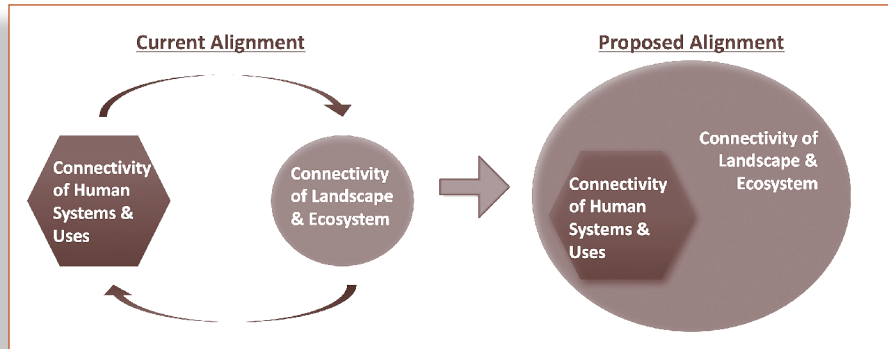 Current Alignment
Connectivity
of Human
Systems &
Uses
Connectivity
of Landscape
& Ecosystem
Proposed Alignment
Connectivity of
Landscape &
Ecosystem
Connectivity
of Human
Systems &
Uses